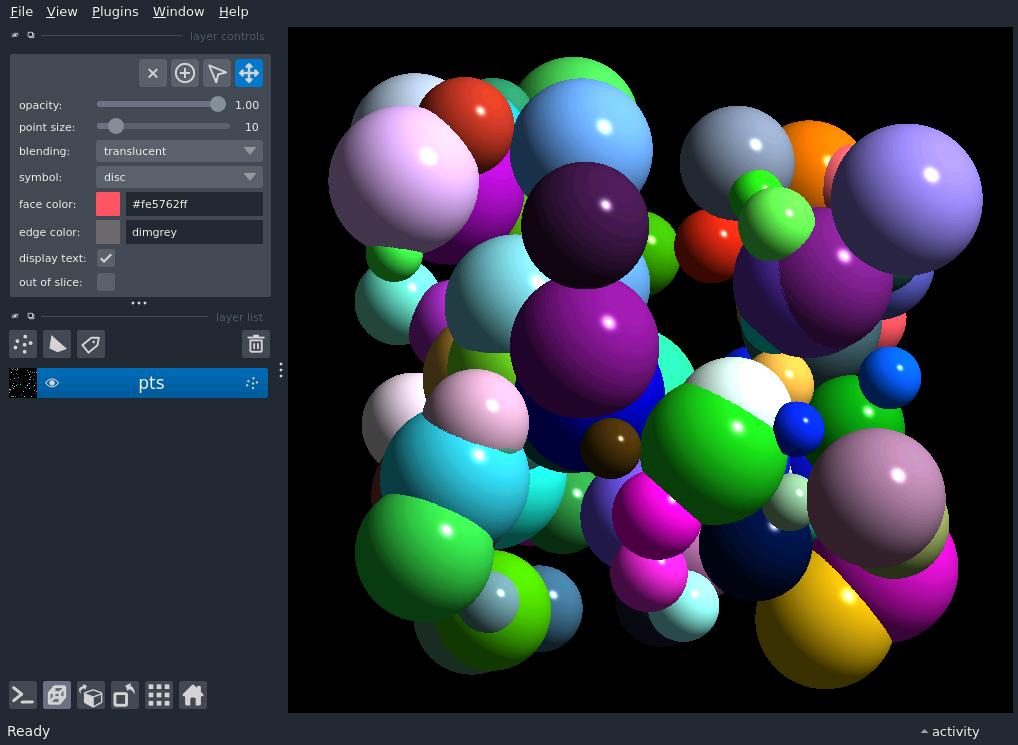 File View Plugins Window Help
layer controls
opacity: 1.00
point size: 10
blending: translucent
symbol: disc
face color: #fe5762ff
edge color: dimgrey
display text:
out of slice:
layer list
pts
Ready activity